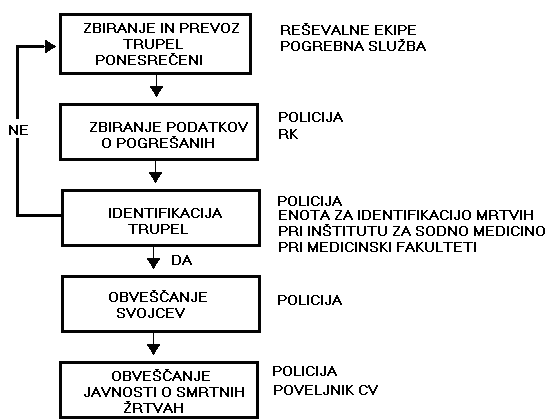 ZBIRANJE IN PREVOZ
TRUPEL
PONESREČENI
REŠEVALNE EKIPE
POGREBNA SLUŽBA
NE
ZBIRANJE PODATKOV
O POGREŠANIH
POLICIJA
RK
IDENTIFIKACIJA
TRUPEL
POLICIJA
ENOTA ZA IDENTIFIKACIJO MRTVIH
PRI INŠTITUTU ZA SODNO MEDICINO
PRI MEDICINSKI FAKULTETI
DA
OBVEŠČANJE
SVOJCEV
POLICIJA
OBVEŠČANJE
JAVNOSTI O SMRTNIH
ŽRTVAH
POLICIJA
POVELJNIK CV